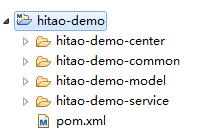 hitao-demo
hitao-demo-center
hitao-demo-common
hitao-demo-model
hitao-demo-service
pom.xml